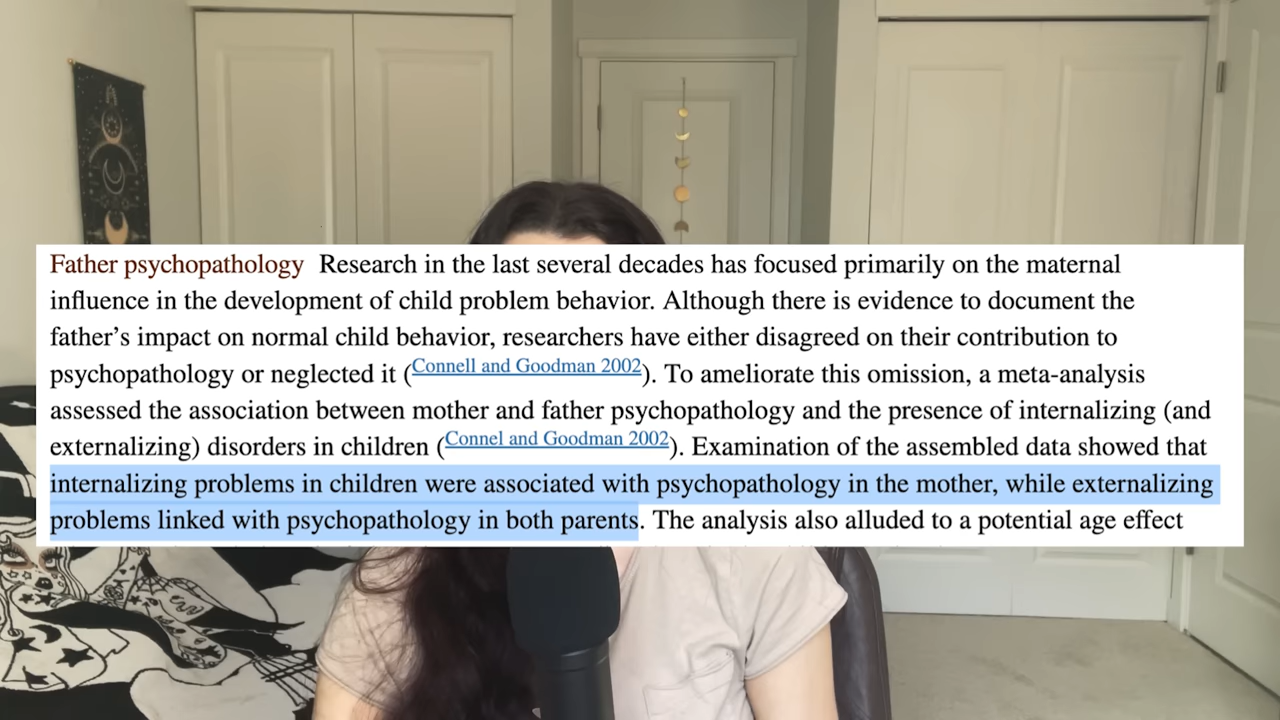 Father psychopathology Research in the last several decades has focused primarily on the maternal
influence in the development of child problem behavior. Although there is evidence to document the
father’s impact on normal child behavior, researchers have either disagreed on their contribution to
psychopathology or neglected it (Connell and Goodman 2002). To ameliorate this omission, a meta-analysis
assessed the association between mother and father psychopathology and the presence of internalizing (and
externalizing) disorders in children (Connel and Goodman 2002). Examination of the assembled data showed that
internalizing problems in children were associated with psychopathology in the mother, while externalizing
problems linked with psychopathology in both parents. The analysis also alluded to a potential age effect